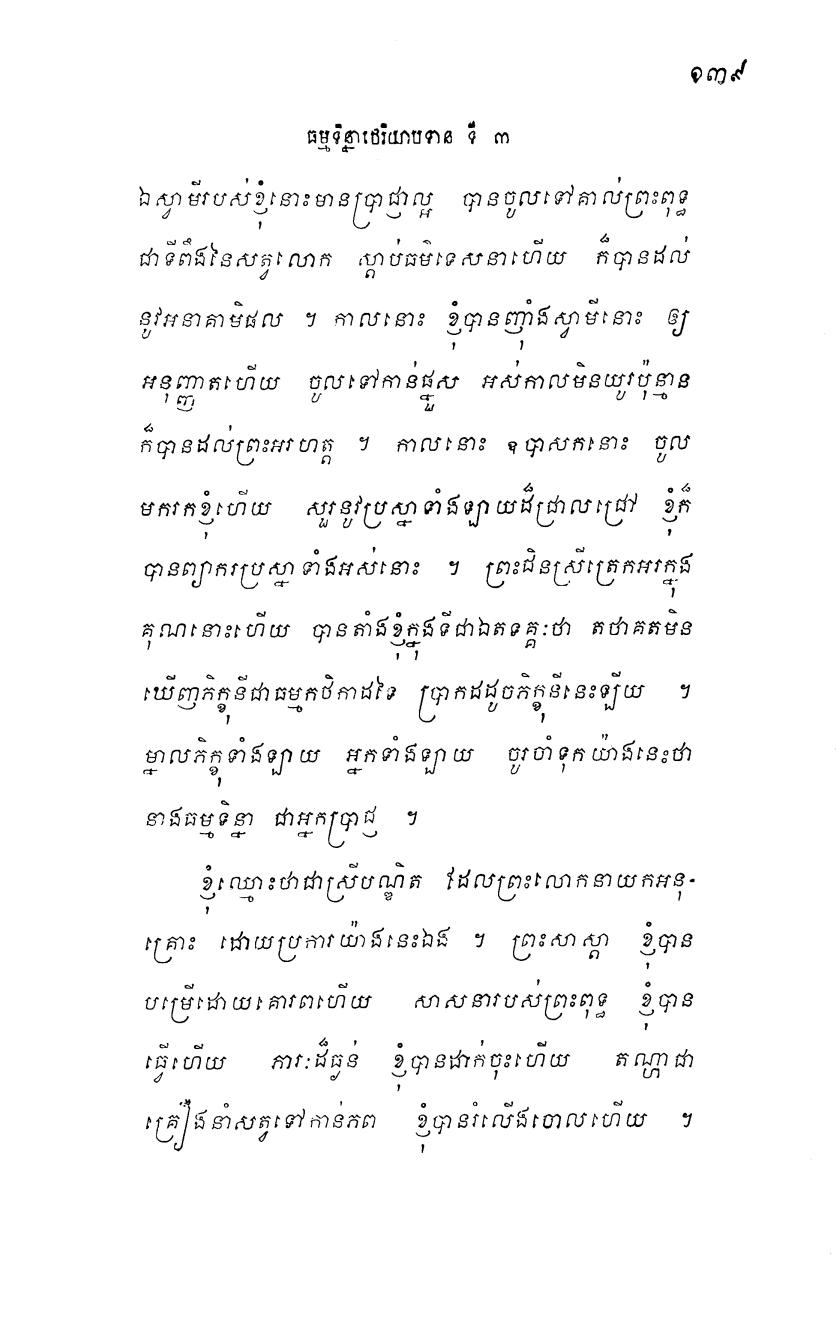 ១៣៩
ធម្មទិន្នាថេរិយាបទាន ទី ៣
ឯស្វាមីរបស់ខ្ញុំនោះមានប្រាជ្ញាល្អ បានចូលទៅគាល់ព្រះពុទ្ធ
ជាទីពឹងនៃសត្វលោក ស្តាប់ធម៌ទេសនាហើយ ក៏បានដល់
នូវអនាគាមិផល ។ កាលនោះ ខ្ញុំបានញ៉ាំងស្វាមីនោះ ឲ្យ
អនុញ្ញាតហើយ ចូលទៅកាន់ផ្នួស អស់កាលមិនយូរប៉ុន្មាន
ក៏បានដល់ព្រះអរហត្ត ។ កាលនោះ ឧបាសកនោះ ចូល
មករកខ្ញុំហើយ សួរនូវប្រស្នាទាំងឡាយដ៏ជ្រាលជ្រៅ ខ្ញុំក៏
បានព្យាករប្រស្នាទាំងអស់នោះ ។ ព្រះជិនស្រីត្រេកអរក្នុង
គុណនោះហើយ បានតាំងខ្ញុំក្នុងទីជាឯតទគ្គៈថា តថាគតមិន
ឃើញភិក្ខុនីជាធម្មកថិកាដទៃ ប្រាកដដូចភិក្ខុនីនេះឡើយ ។
ម្នាលភិក្ខុទាំងឡាយ អ្នកទាំងឡាយ ចូរចាំទុកយ៉ាងនេះថា
នាងធម្មទិន្នា ជាអ្នកប្រាជ្ញ ។
ខ្ញុំឈ្មោះថាជាស្រីបណ្ឌិត ដែលព្រះលោកនាយកអនុ-
គ្រោះ ដោយប្រការយ៉ាងនេះឯង ។ ព្រះសាស្តា ខ្ញុំបាន
បម្រើដោយគោរពហើយ សាសនារបស់ព្រះពុទ្ធ ខ្ញុំបាន
ធ្វើហើយ ភារៈដ៏ធ្ងន់ ខ្ញុំបានដាក់ចុះហើយ តណ្ហាជា
គ្រឿងនាំសត្វទៅកាន់ភព ខ្ញុំបានរំលើងចោលហើយ ។